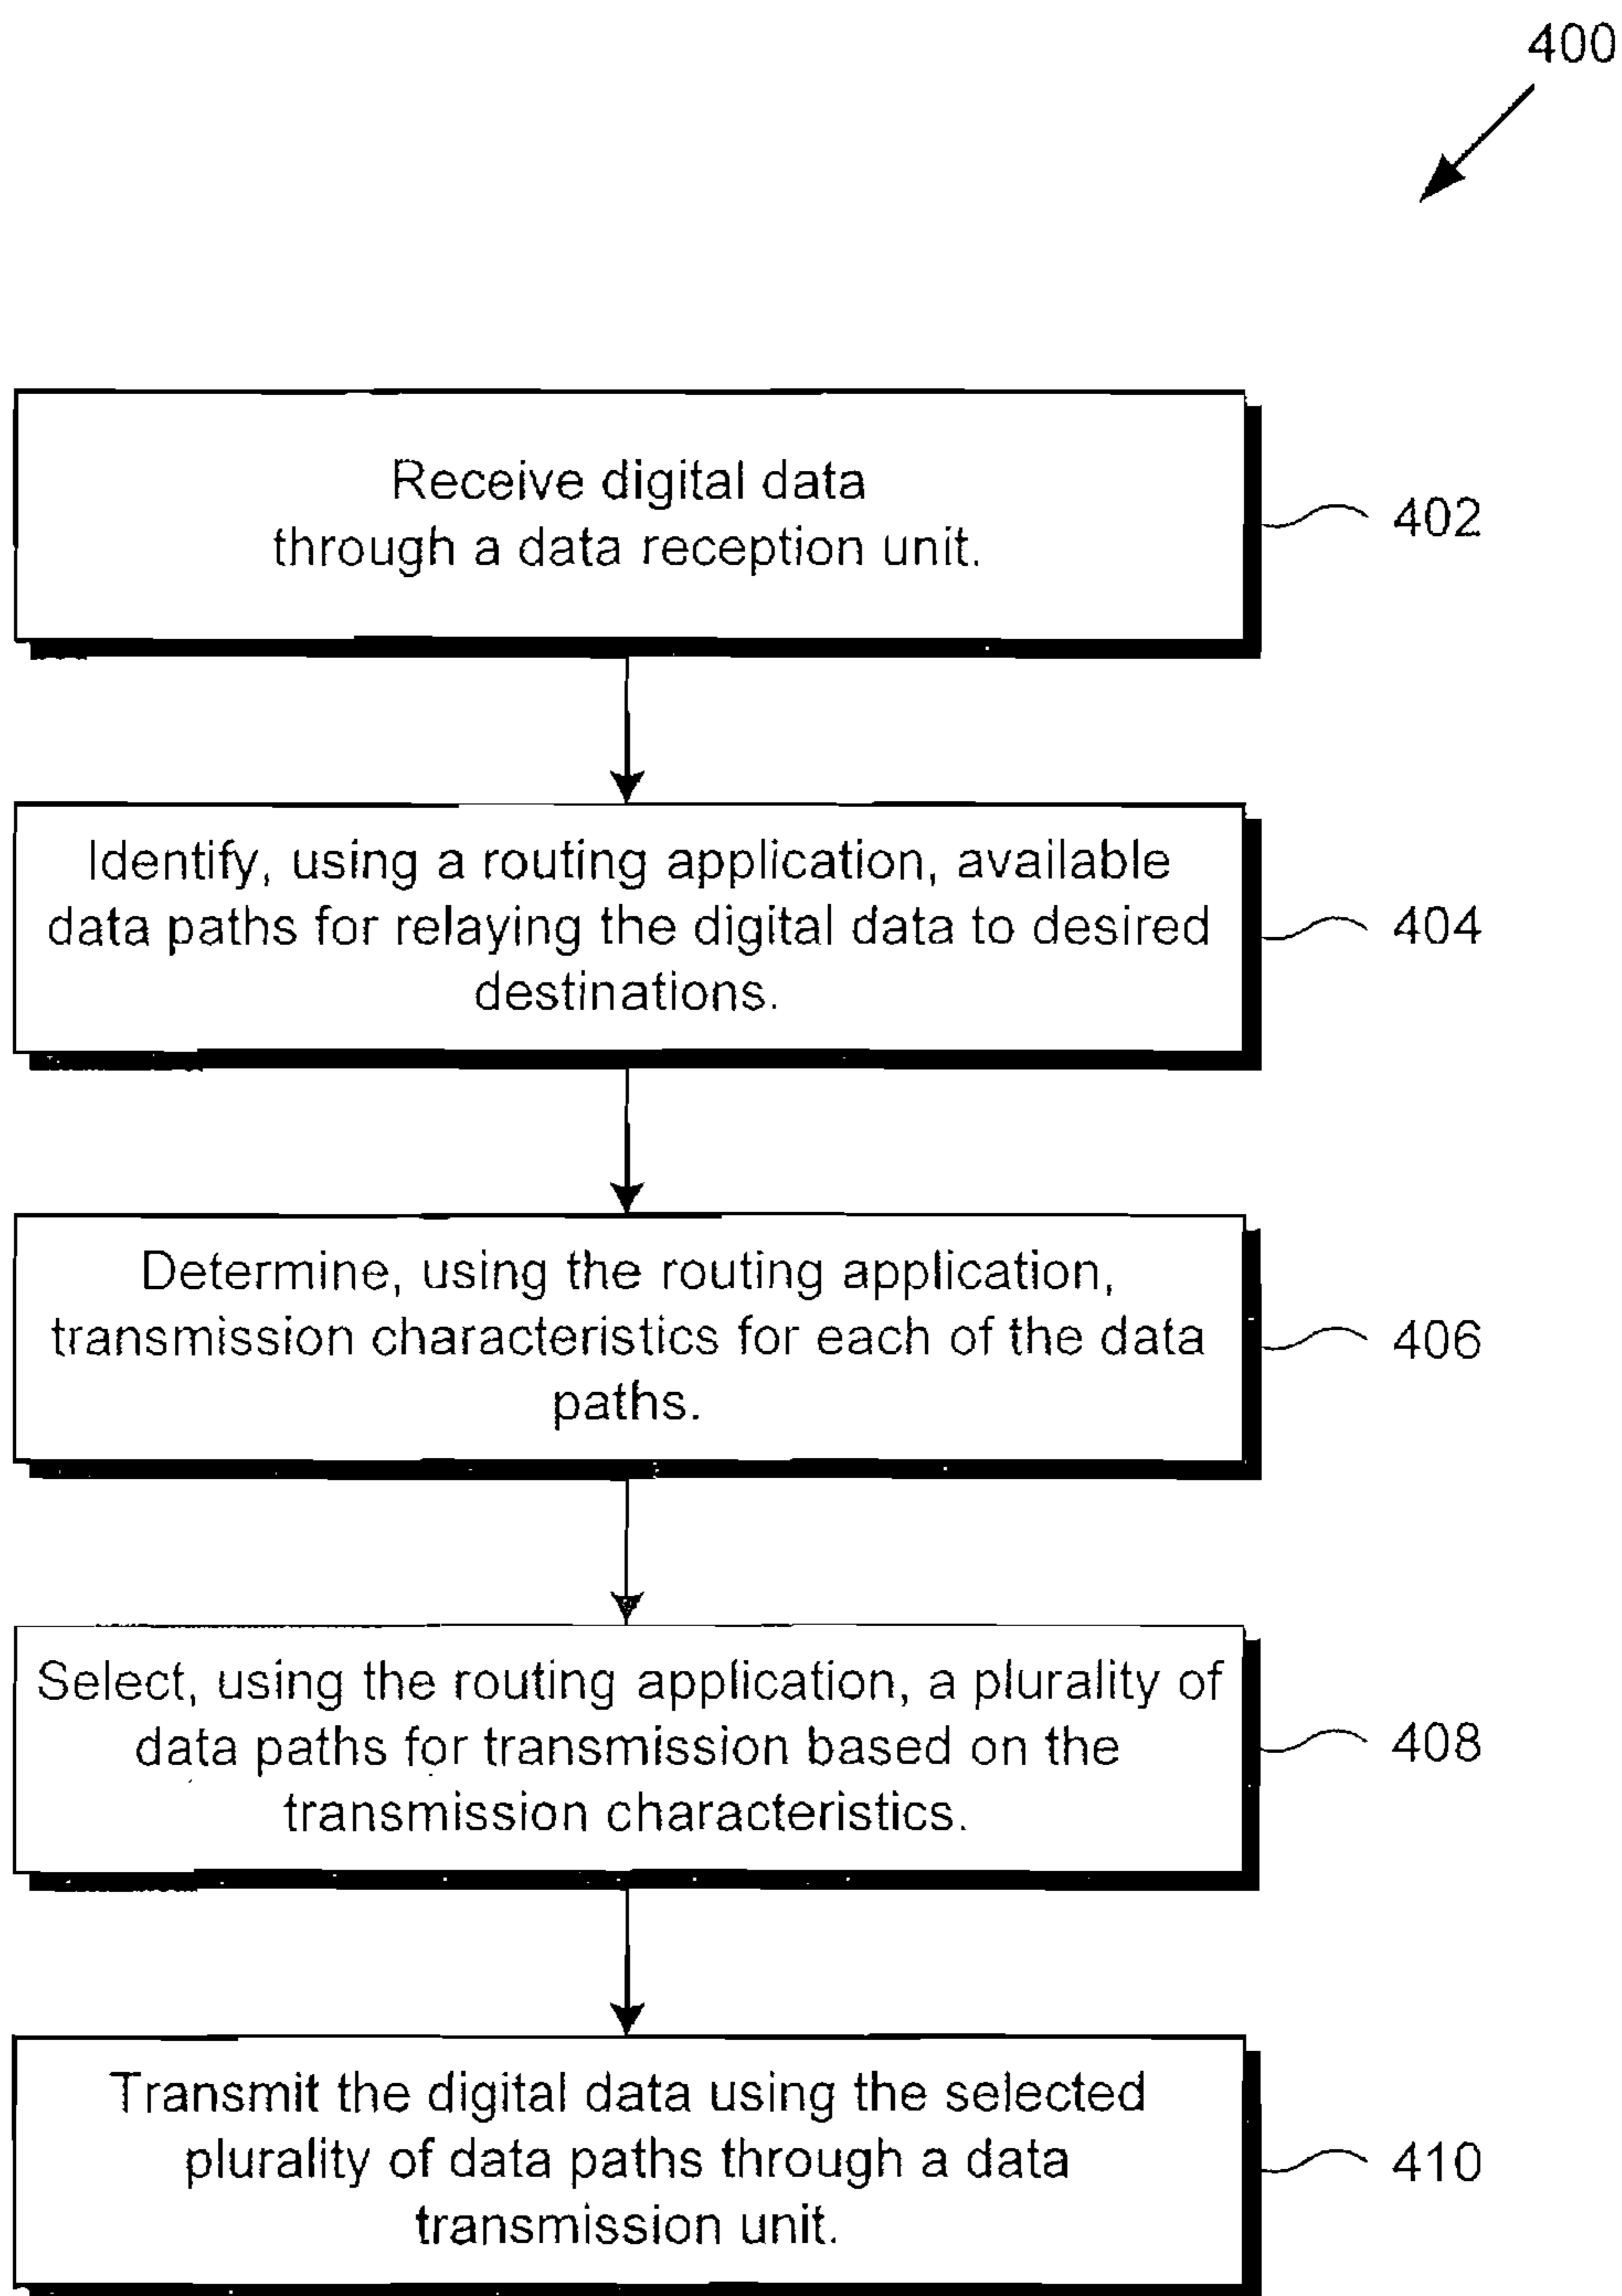 400
Receive digital data
through a data reception unit.
402
Identify, using a routing application, available
data paths for relaying the digital data to desired
destinations.
404
Determine, using the routing application,
transmission characteristics for each of the data
paths.
406
Select, using the routing application, a plurality of
data paths for transmission based on the
transmission characteristics.
408
Transmit the digital data using the selected
plurality of data paths through a data
transmission unit.
410